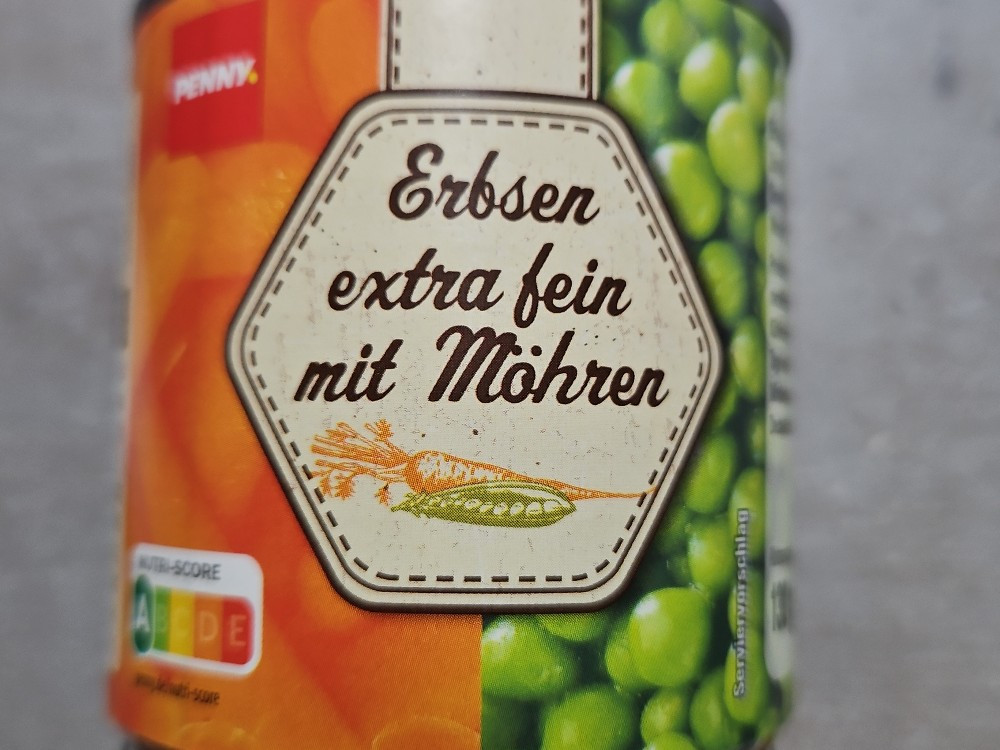 PENNY.
Erbsen
extra fein
mit Möhren
NUTRI-SCORE
A B C D E
Serviervorschlag